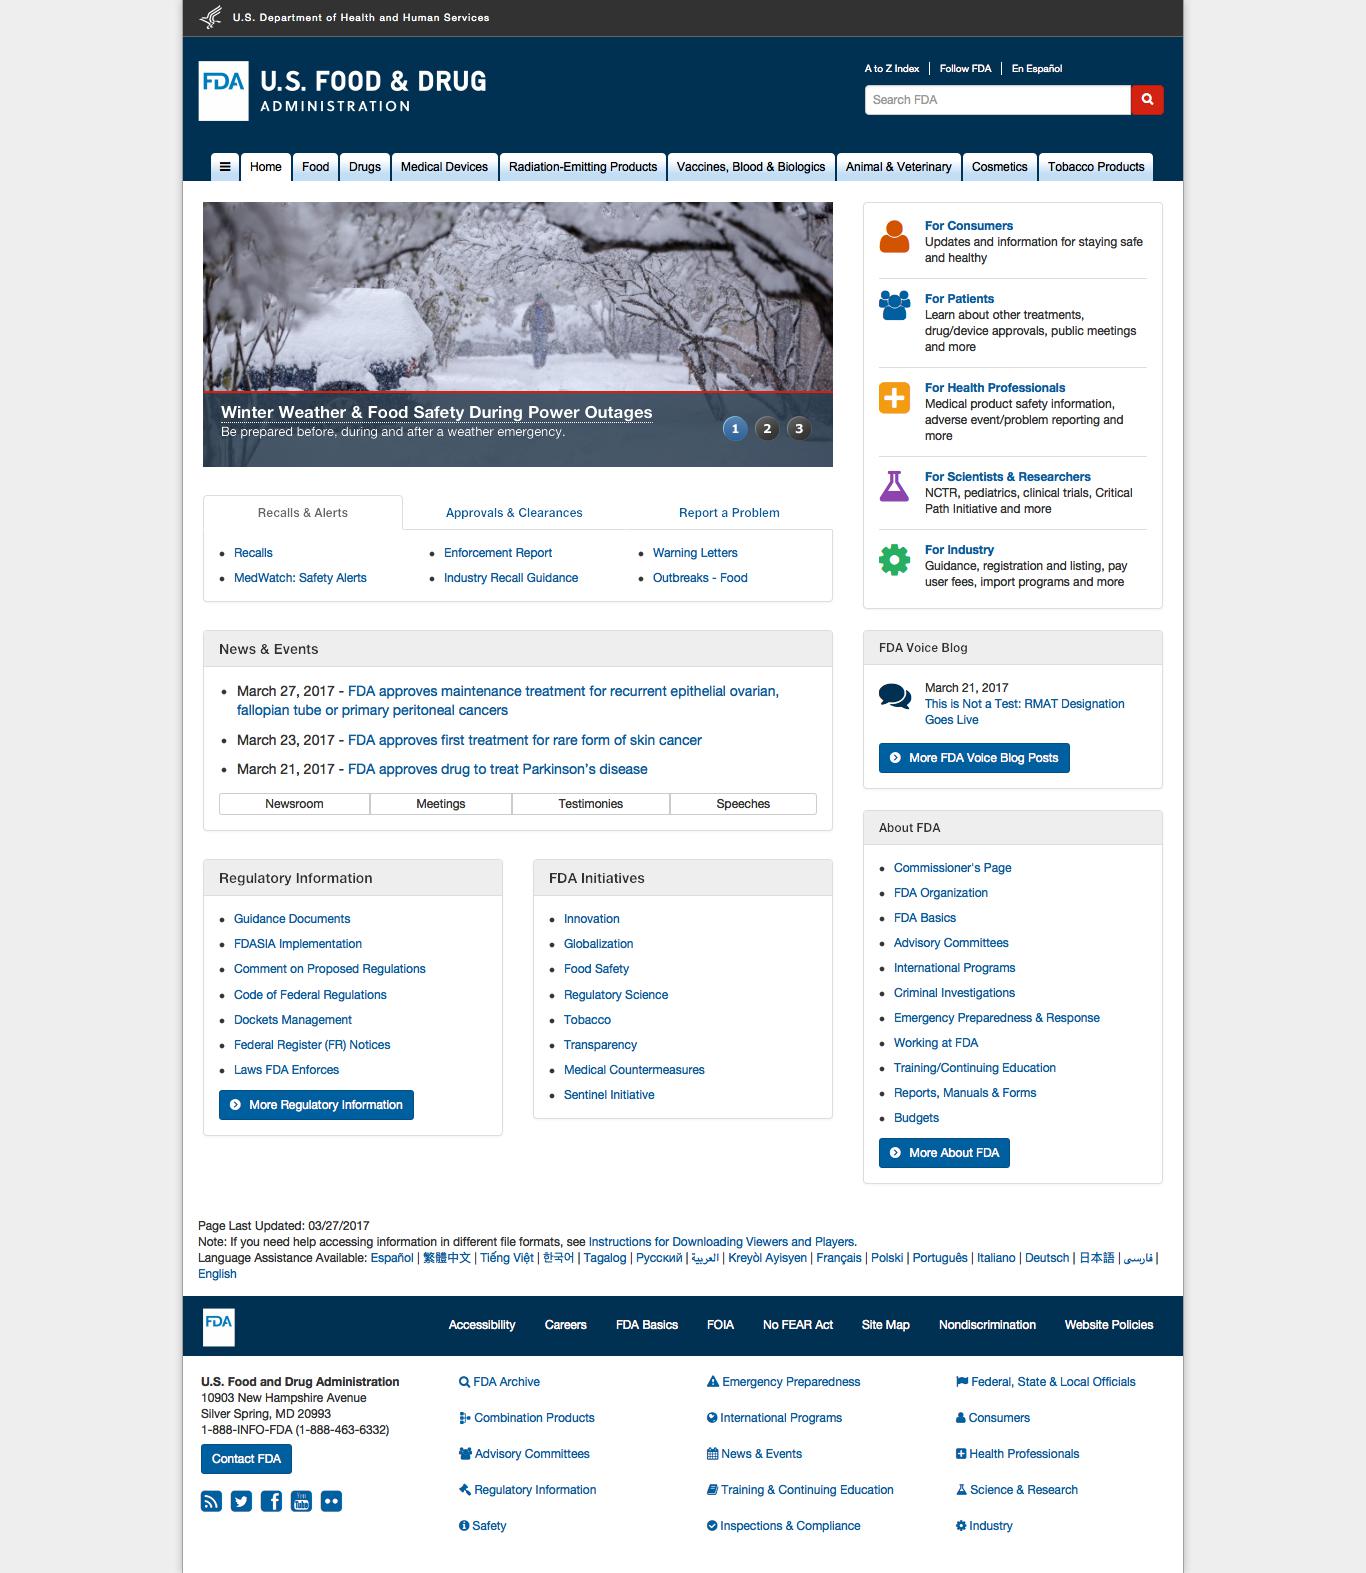 U.S. Department of Health and Human Services
FDA U.S. FOOD & DRUG
ADMINISTRATION
A to Z Index | Follow FDA | En Español
Search FDA
Home Food Drugs Medical Devices Radiation-Emitting Products Vaccines, Blood & Biologics Animal & Veterinary Cosmetics Tobacco Products
Winter Weather & Food Safety During Power Outages
Be prepared before, during and after a weather emergency.
1 2 3
Recalls & Alerts Approvals & Clearances Report a Problem
Recalls Enforcement Report Warning Letters
MedWatch: Safety Alerts Industry Recall Guidance Outbreaks - Food
News & Events
March 27, 2017 - FDA approves maintenance treatment for recurrent epithelial ovarian,
fallopian tube or primary peritoneal cancers
March 23, 2017 - FDA approves first treatment for rare form of skin cancer
March 21, 2017 - FDA approves drug to treat Parkinson's disease
Newsroom Meetings Testimonies Speeches
Regulatory Information
Guidance Documents
FDASIA Implementation
Comment on Proposed Regulations
Code of Federal Regulations
Dockets Management
Federal Register (FR) Notices
Laws FDA Enforces
More Regulatory Information
FDA Initiatives
Innovation
Globalization
Food Safety
Regulatory Science
Tobacco
Transparency
Medical Countermeasures
Sentinel Initiative
For Consumers
Updates and information for staying safe
and healthy
For Patients
Learn about other treatments,
drug/device approvals, public meetings
and more
For Health Professionals
Medical product safety information,
adverse event/problem reporting and
more
For Scientists & Researchers
NCTR, pediatrics, clinical trials, Critical
Path Initiative and more
For Industry
Guidance, registration and listing, pay
user fees, import programs and more
FDA Voice Blog
March 21, 2017
This is Not a Test: RMAT Designation
Goes Live
More FDA Voice Blog Posts
About FDA
Commissioner's Page
FDA Organization
FDA Basics
Advisory Committees
International Programs
Criminal Investigations
Emergency Preparedness & Response
Working at FDA
Training/Continuing Education
Reports, Manuals & Forms
Budgets
More About FDA
Page Last Updated: 03/27/2017
Note: If you need help accessing information in different file formats, see Instructions for Downloading Viewers and Players.
Language Assistance Available: Español | 繁體中文 | Tiếng Việt | 한국어 | Tagalog | Русский | العربية | Kreyòl Ayisyen | Français | Polski | Português | Italiano | Deutsch | 日本語 | فارسی |
English
FDA Accessibility Careers FDA Basics FOIA No FEAR Act Site Map Nondiscrimination Website Policies
U.S. Food and Drug Administration
10903 New Hampshire Avenue
Silver Spring, MD 20993
1-888-INFO-FDA (1-888-463-6332)
Contact FDA
You Tube
FDA Archive
Combination Products
Advisory Committees
Regulatory Information
Safety
Emergency Preparedness
International Programs
News & Events
Training & Continuing Education
Inspections & Compliance
Federal, State & Local Officials
Consumers
Health Professionals
Science & Research
Industry